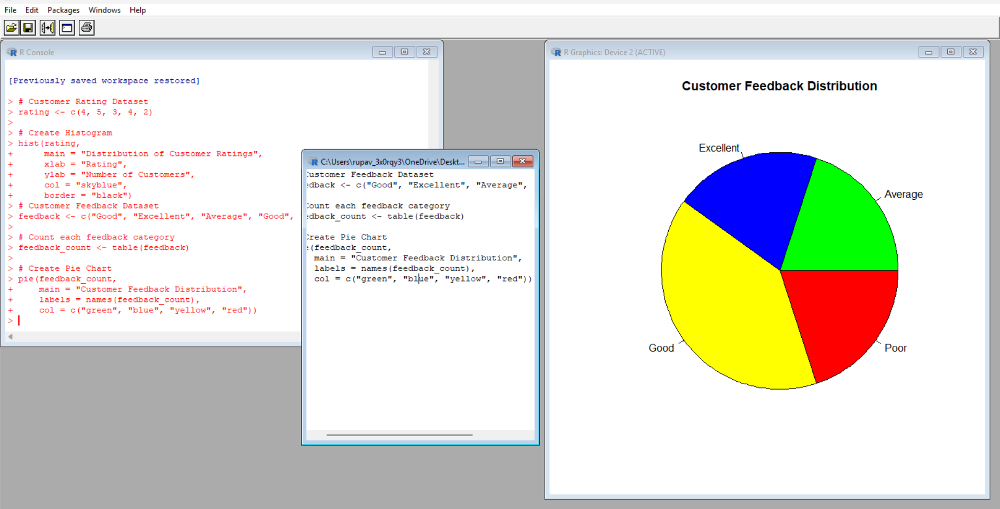 File Edit Packages Windows Help
R Console
[Previously saved workspace restored]
> # Customer Rating Dataset
> rating <- c(4, 5, 3, 4, 2)
>
> # Create Histogram
> hist(rating,
+      main = "Distribution of Customer Ratings",
+      xlab = "Rating",
+      ylab = "Number of Customers",
+      col = "skyblue",
+      border = "black")
> # Customer Feedback Dataset
> feedback <- c("Good", "Excellent", "Average", "Good",
>
> # Count each feedback category
> feedback_count <- table(feedback)
>
> # Create Pie Chart
> pie(feedback_count,
+     main = "Customer Feedback Distribution",
+     labels = names(feedback_count),
+     col = c("green", "blue", "yellow", "red"))
>
C:\Users\rupav_3x0rqy3\OneDrive\Deskt...
Customer Feedback Dataset
edback <- c("Good", "Excellent", "Average",
Count each feedback category
edback_count <- table(feedback)
Create Pie Chart
e(feedback_count,
main = "Customer Feedback Distribution",
labels = names(feedback_count),
col = c("green", "blue", "yellow", "red"))
R Graphics: Device 2 (ACTIVE)
Customer Feedback Distribution
Excellent
Average
Good
Poor